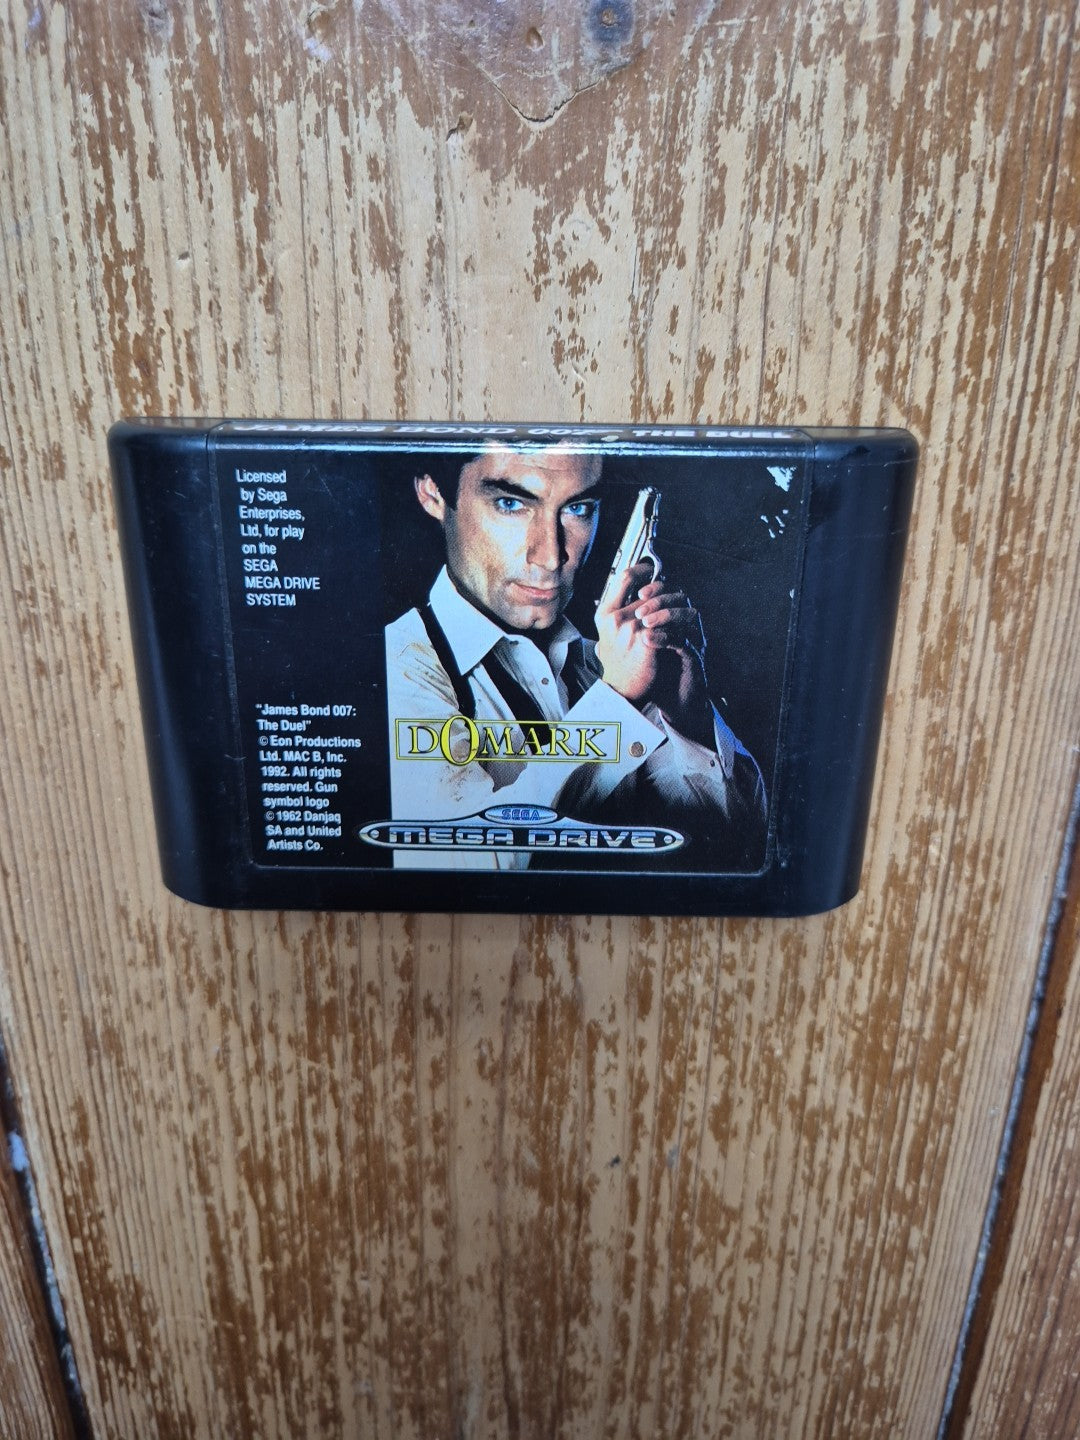 JAMES BOND 007 • THE DUEL
Licensed
by Sega
Enterprises,
Ltd, for play
on the
SEGA
MEGA DRIVE
SYSTEM
"James Bond 007:
The Duel"
© Eon Productions
Ltd. MAC B, Inc.
1992. All rights
reserved. Gun
symbol logo
© 1962 Danjaq
SA and United
Artists Co.
DOMARK
SEGA
MEGA DRIVE